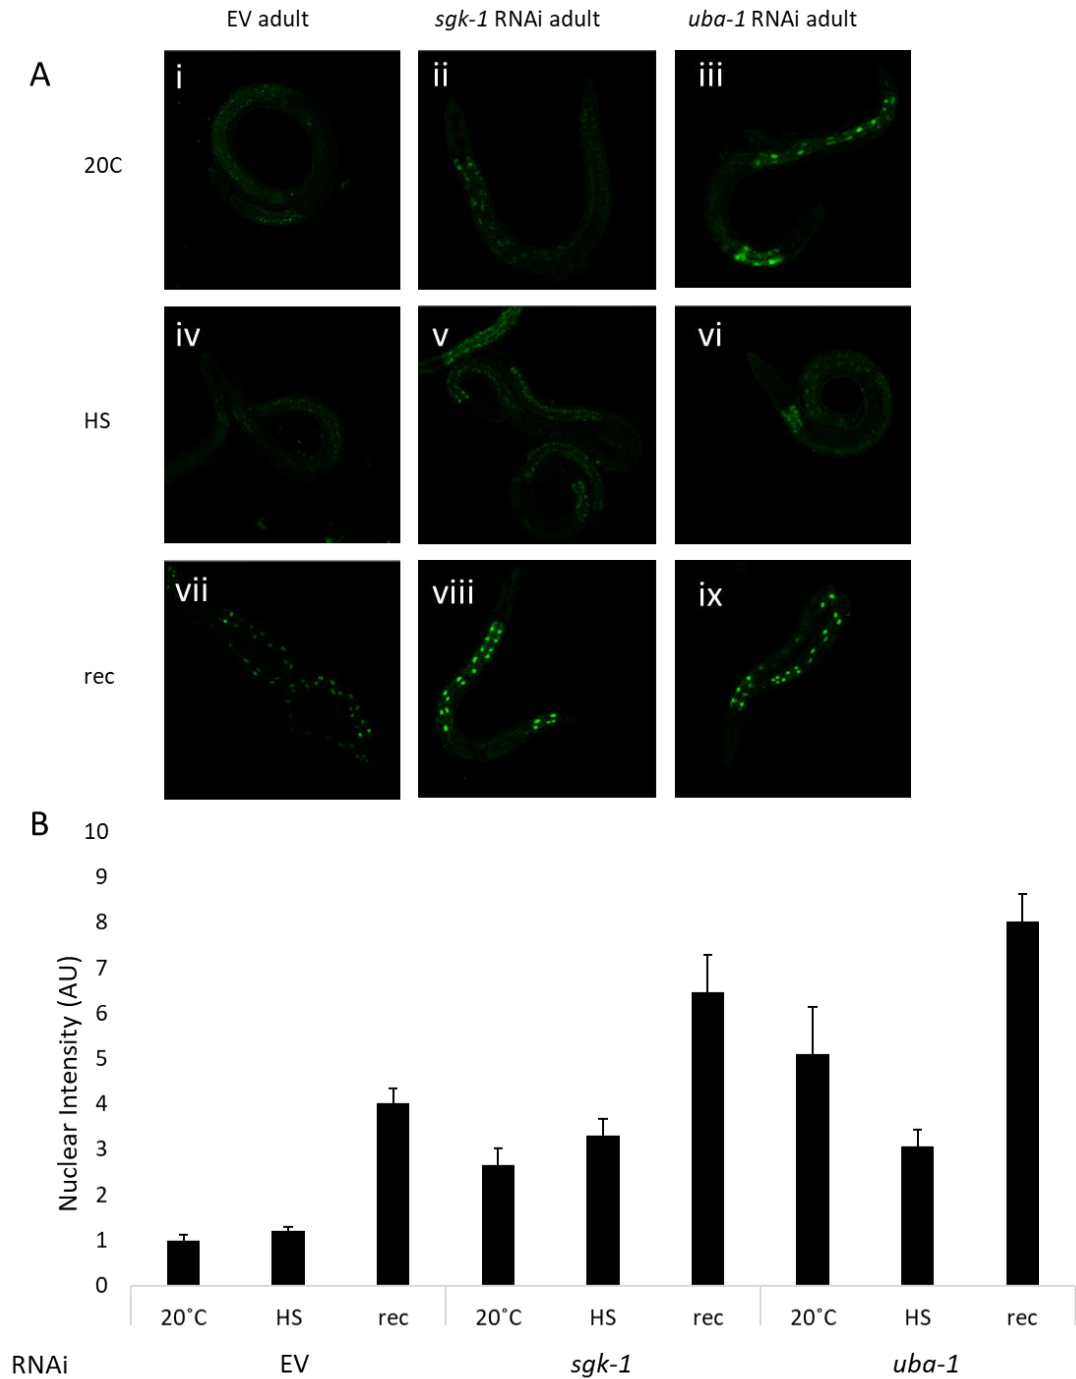 EV adult sgk-1 RNAi adult uba-1 RNAi adult
A
i ii iii
20C
iv v vi
HS
vii viii ix
rec
B
10
9
8
7
6
5
4
3
2
1
0
Nuclear Intensity (AU)
20˚C HS rec 20˚C HS rec 20˚C HS rec
RNAi EV sgk-1 uba-1